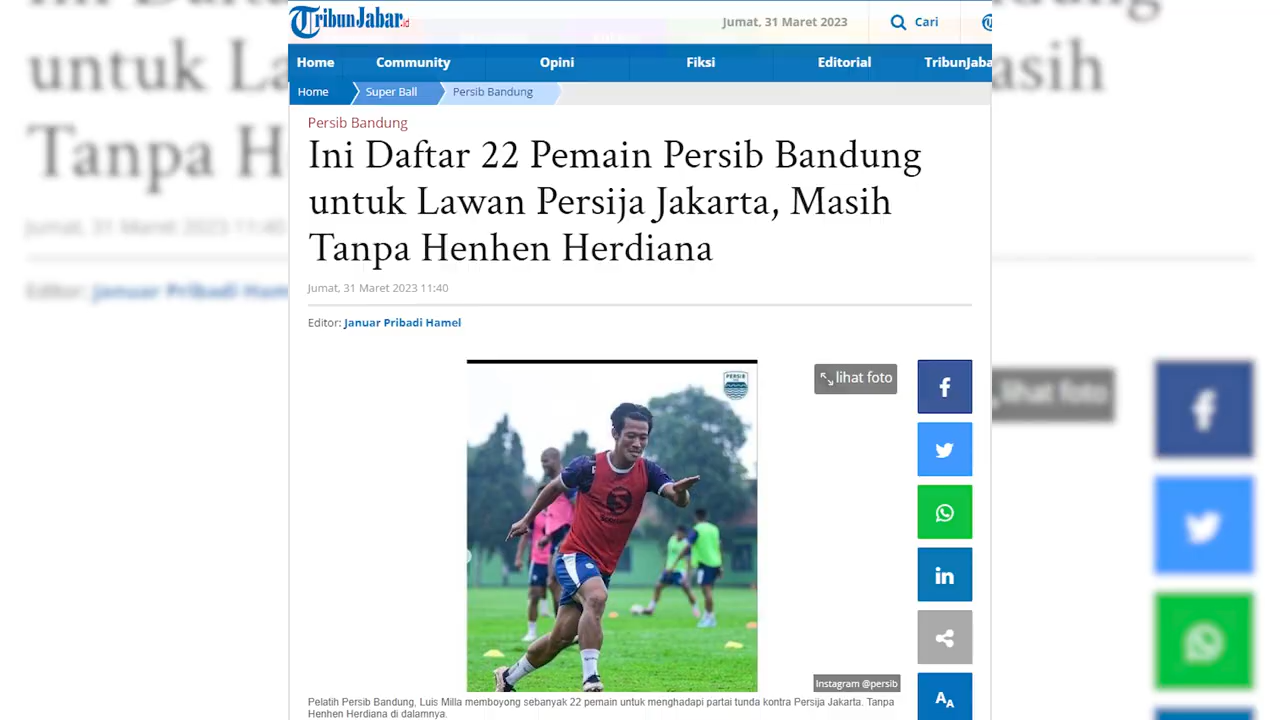 TribunJabar.id
Jumat, 31 Maret 2023
Cari
Home
Community
Opini
Fiksi
Editorial
TribunJaba
Home
Super Ball
Persib Bandung
Persib Bandung
Ini Daftar 22 Pemain Persib Bandung
untuk Lawan Persija Jakarta, Masih
Tanpa Henhen Herdiana
Jumat, 31 Maret 2023 11:40
Editor: Januar Pribadi Hamel
lihat foto
PERSIB
Instagram @persib
AA
Pelatih Persib Bandung, Luis Milla memboyong sebanyak 22 pemain untuk menghadapi partai tunda kontra Persija Jakarta. Tanpa
Henhen Herdiana di dalamnya.